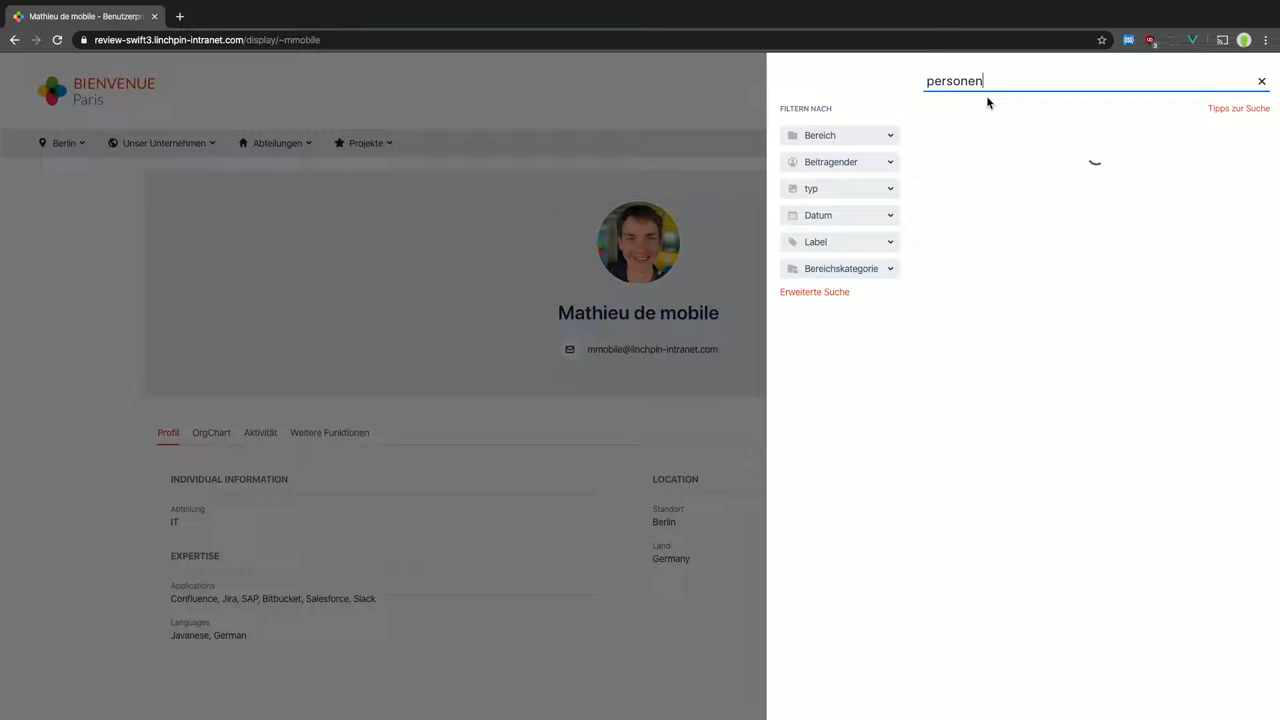 Mathieu de mobile - Benutzerpr
review-swift3.linchpin-intranet.com/display/~mmobile
BIENVENUE
Paris
Berlin
Unser Unternehmen
Abteilungen
Projekte
Mathieu de mobile
mmobile@linchpin-intranet.com
Profil
OrgChart
Aktivität
Weitere Funktionen
INDIVIDUAL INFORMATION
Abteilung
IT
EXPERTISE
Applications
Confluence, Jira, SAP, Bitbucket, Salesforce, Slack
Languages
Javanese, German
LOCATION
Standort
Berlin
Land
Germany
personen
FILTERN NACH
Tipps zur Suche
Bereich
Beitragender
typ
Datum
Label
Bereichskategorie
Erweiterte Suche